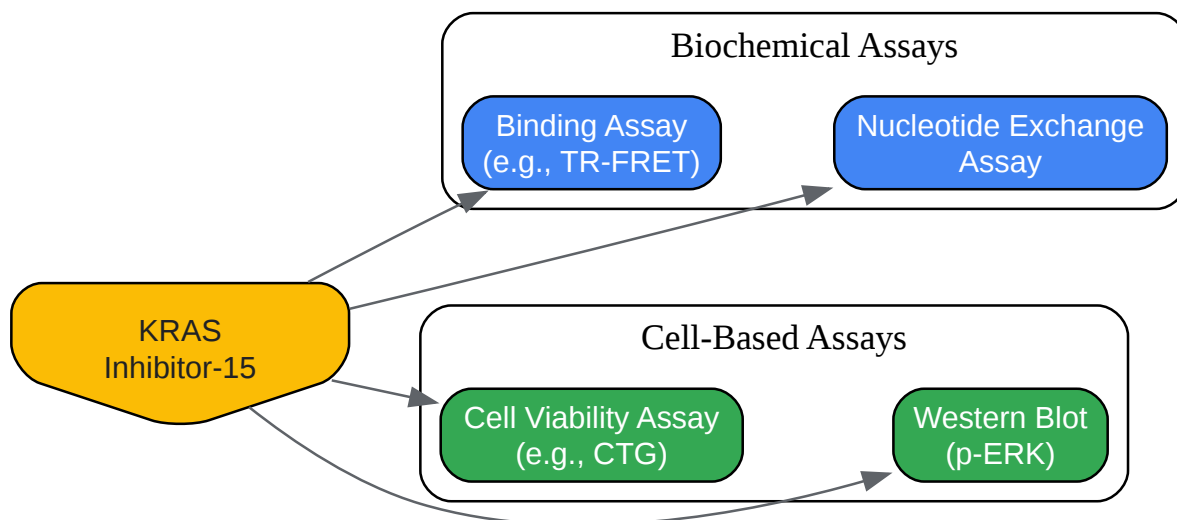 Biochemical Assays
Binding Assay
(e.g., TR-FRET)
Nucleotide Exchange
Assay
KRAS
Inhibitor-15
Cell-Based Assays
Cell Viability Assay
(e.g., CTG)
Western Blot
(p-ERK)